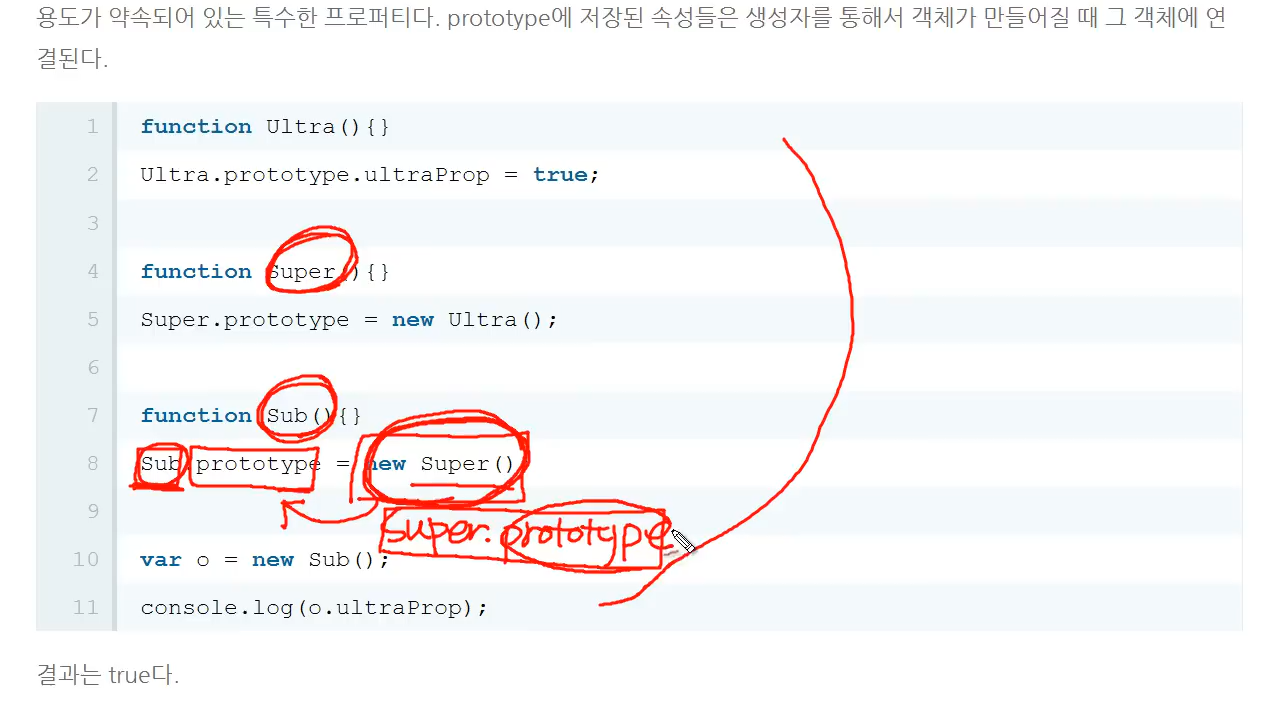 용도가 약속되어 있는 특수한 프로퍼티다. prototype에 저장된 속성들은 생성자를 통해서 객체가 만들어질 때 그 객체에 연
결된다.
1 function Ultra(){}
2 Ultra.prototype.ultraProp = true;
3
4 function Super(){}
5 Super.prototype = new Ultra();
6
7 function Sub(){}
8 Sub.prototype = new Super()
9
super.prototype
10 var o = new Sub();
11 console.log(o.ultraProp);
결과는 true다.